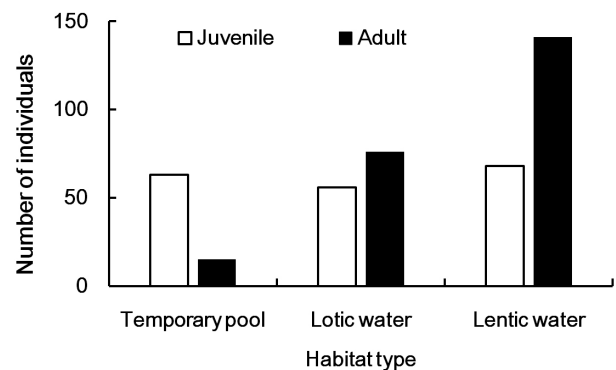 150
Juvenile
Adult
100
50
0
Number of individuals
Temporary pool
Lotic water
Lentic water
Habitat type